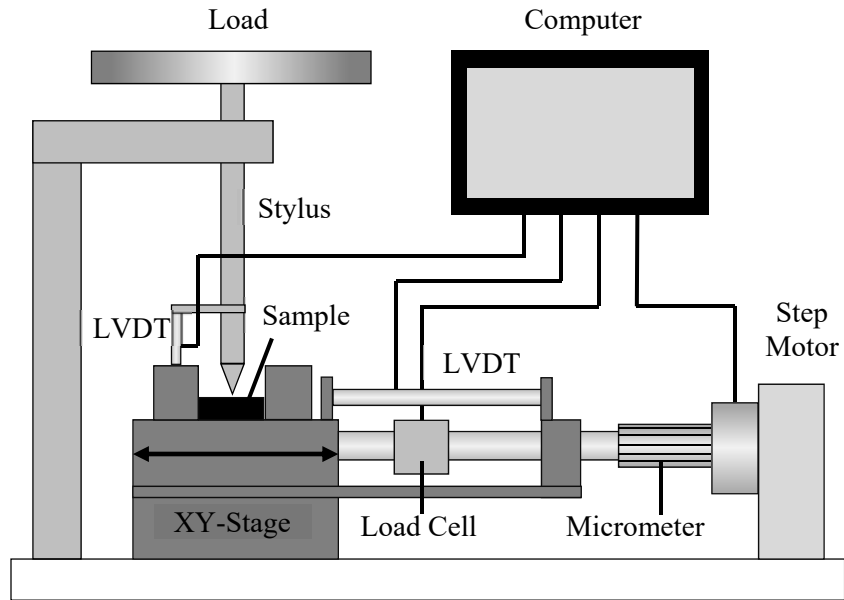 Load
Computer
Stylus
Sample
LVDT
Step
Motor
LVDT
XY-Stage
Load Cell
Micrometer